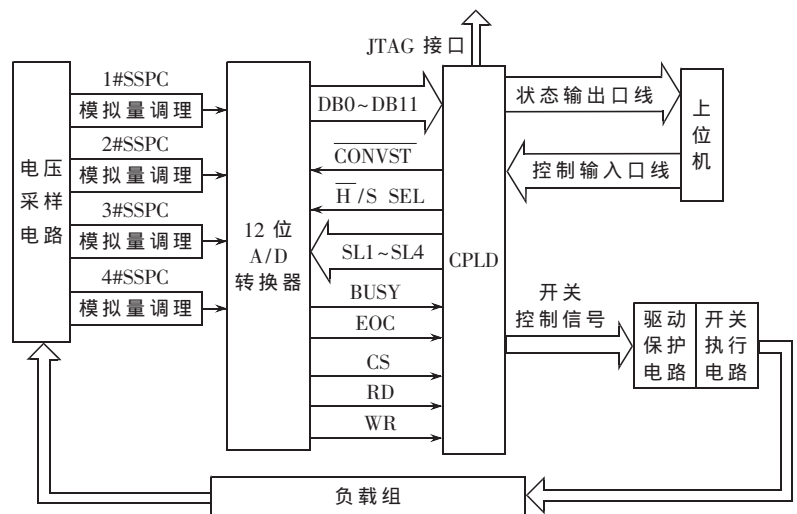 JTAG 接口
1#SSPC
模拟量调理
2#SSPC
模拟量调理
3#SSPC
模拟量调理
4#SSPC
模拟量调理
电压
采样
电路
12 位
A/D
转换器
DB0~DB11
C̅O̅N̅V̅S̅T̅
H̅/S SEL
SL1~SL4
BUSY
EOC
CS
RD
WR
CPLD
状态输出口线
控制输入口线
上
位
机
开关
控制信号
驱动
保护
电路
开关
执行
电路
负载组